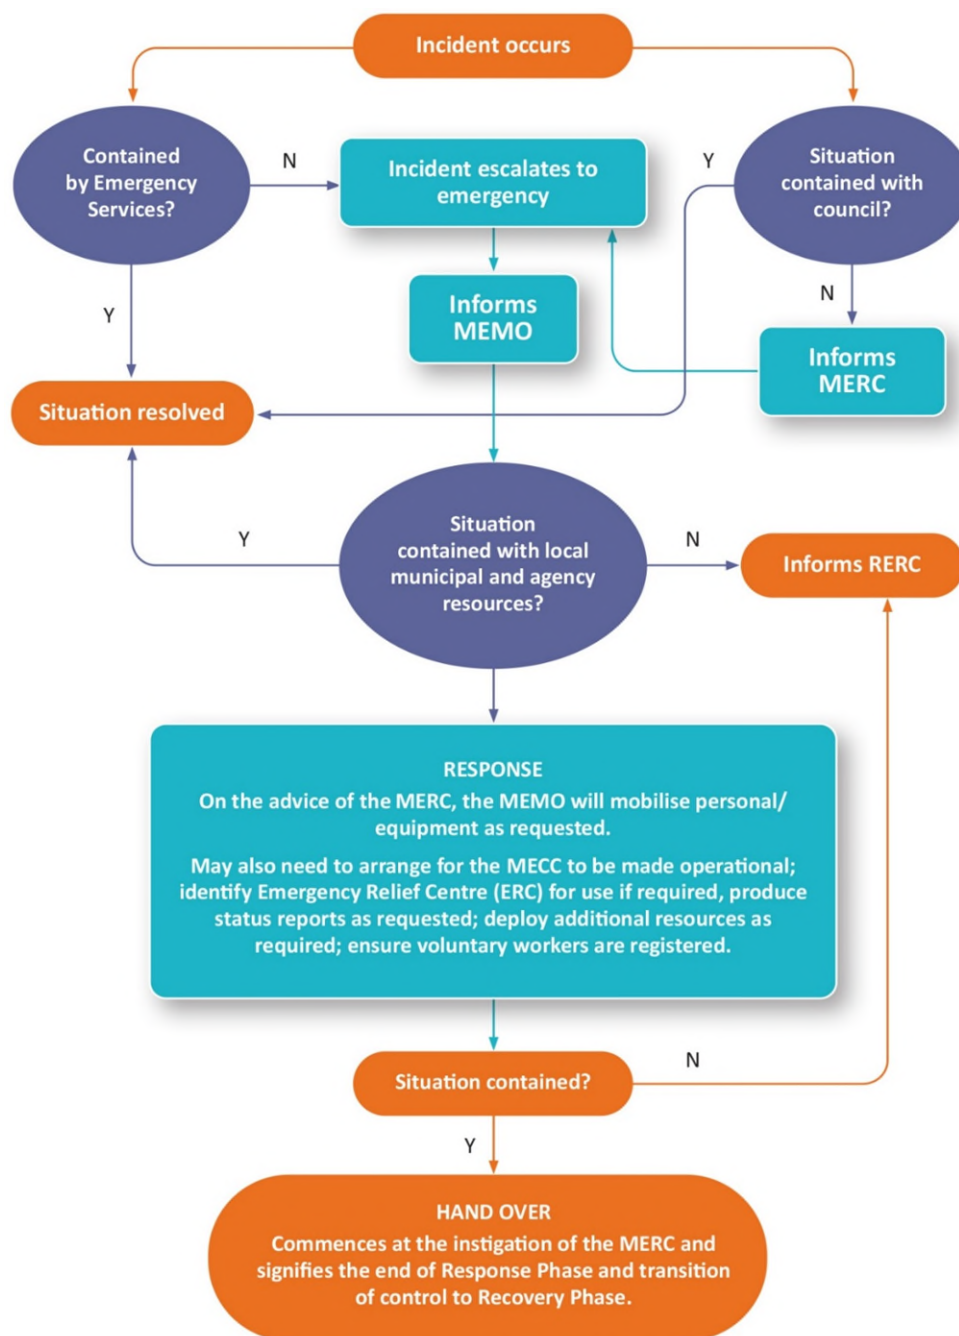 Incident occurs
Contained
by Emergency
Services?
N
Incident escalates to
emergency
Y
Situation
contained with
council?
Y
Informs
MEMO
N
Informs
MERC
Situation resolved
Y
Situation
contained with local
municipal and agency
resources?
N
Informs RERC
RESPONSE
On the advice of the MERC, the MEMO will mobilise personal/
equipment as requested.
May also need to arrange for the MECC to be made operational;
identify Emergency Relief Centre (ERC) for use if required, produce
status reports as requested; deploy additional resources as
required; ensure voluntary workers are registered.
Situation contained?
N
Y
HAND OVER
Commences at the instigation of the MERC and
signifies the end of Response Phase and transition
of control to Recovery Phase.